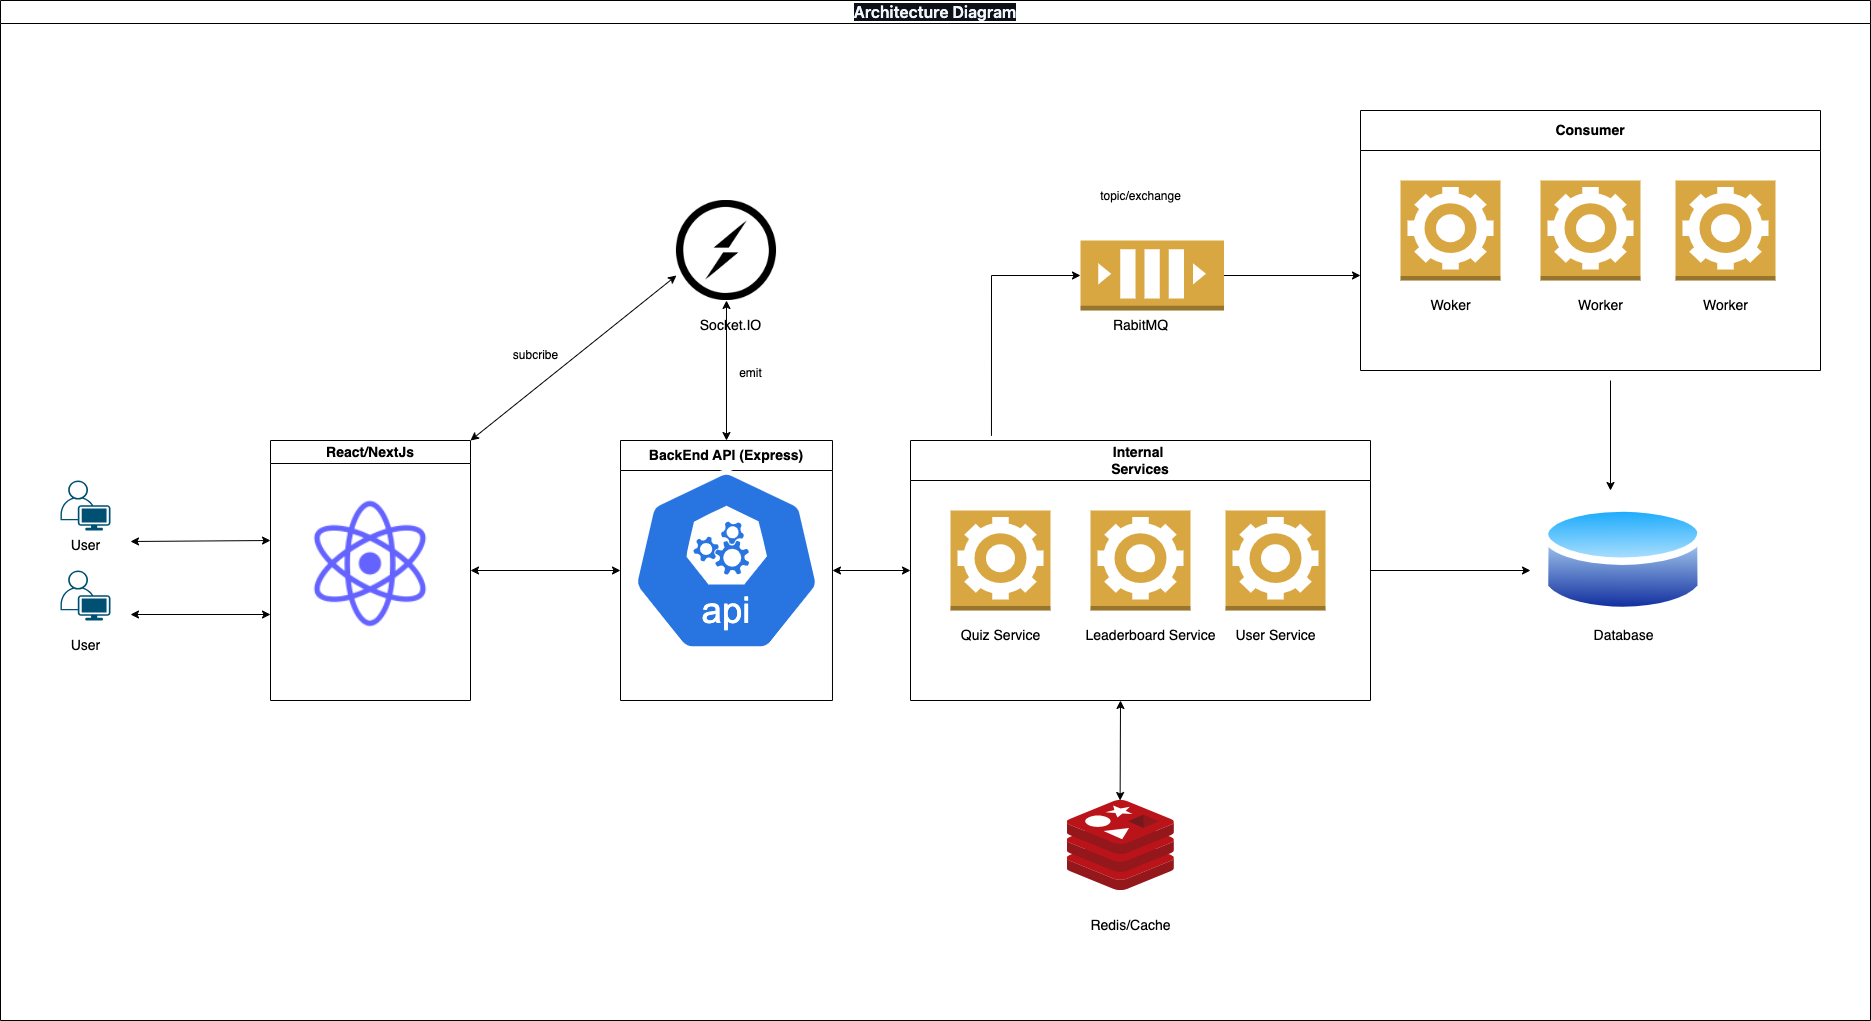 Architecture Diagram
Consumer
topic/exchange
Woker
Worker
Worker
Socket.IO
RabitMQ
subcribe
emit
React/NextJs
BackEnd API (Express)
Internal
Services
User
api
User
Quiz Service
Leaderboard Service
User Service
Database
Redis/Cache